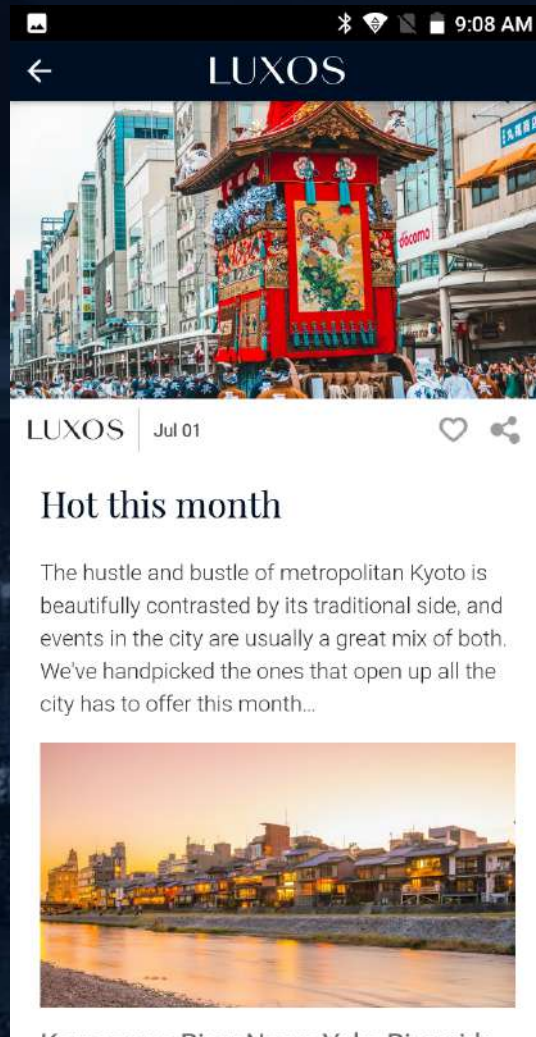 9:08 AM
LUXOS
docomo
LUXOS
Jul 01
Hot this month
The hustle and bustle of metropolitan Kyoto is
beautifully contrasted by its traditional side, and
events in the city are usually a great mix of both.
We've handpicked the ones that open up all the
city has to offer this month...